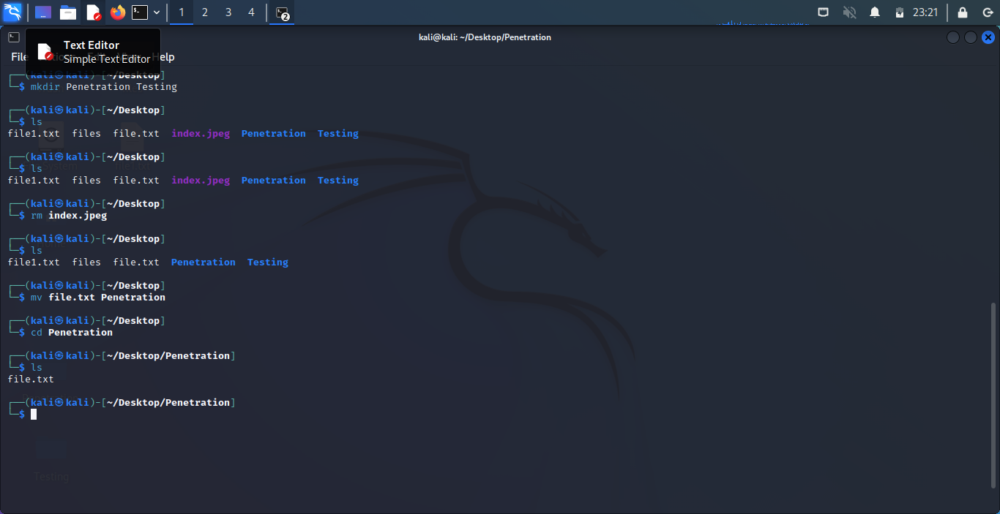 1 2 3 4 2 23:21
kali@kali: ~/Desktop/Penetration
Text Editor
Simple Text Editor
File Help
┌──(kali㉿kali)-[~/Desktop]
└─$ mkdir Penetration Testing
┌──(kali㉿kali)-[~/Desktop]
└─$ ls
file1.txt files file.txt index.jpeg Penetration Testing
┌──(kali㉿kali)-[~/Desktop]
└─$ ls
file1.txt files file.txt index.jpeg Penetration Testing
┌──(kali㉿kali)-[~/Desktop]
└─$ rm index.jpeg
┌──(kali㉿kali)-[~/Desktop]
└─$ ls
file1.txt files file.txt Penetration Testing
┌──(kali㉿kali)-[~/Desktop]
└─$ mv file.txt Penetration
┌──(kali㉿kali)-[~/Desktop]
└─$ cd Penetration
┌──(kali㉿kali)-[~/Desktop/Penetration]
└─$ ls
file.txt
┌──(kali㉿kali)-[~/Desktop/Penetration]
└─$
Testing